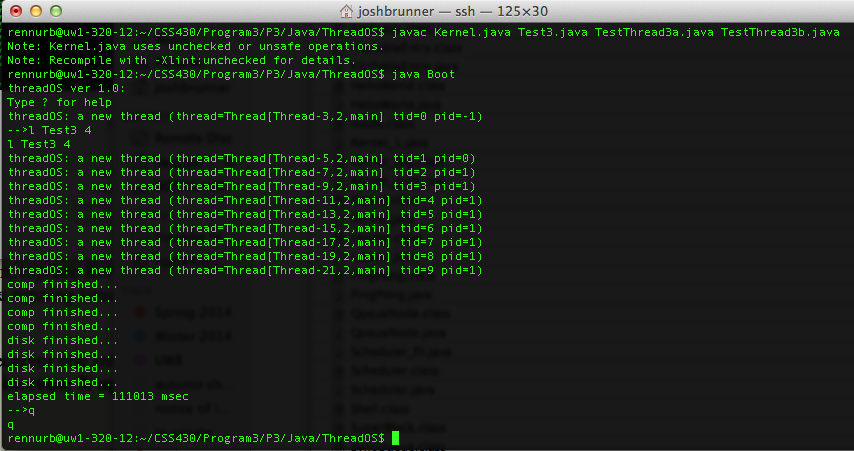 joshbrunner — ssh — 125×30
rennurb@uw1-320-12:~/CSS430/Program3/P3/Java/ThreadOS$ javac Kernel.java Test3.java TestThread3a.java TestThread3b.java
Note: Kernel.java uses unchecked or unsafe operations.
Note: Recompile with -Xlint:unchecked for details.
rennurb@uw1-320-12:~/CSS430/Program3/P3/Java/ThreadOS$ java Boot
threadOS ver 1.0:
Type ? for help
threadOS: a new thread (thread=Thread[Thread-3,2,main] tid=0 pid=-1)
-->l Test3 4
l Test3 4
threadOS: a new thread (thread=Thread[Thread-5,2,main] tid=1 pid=0)
threadOS: a new thread (thread=Thread[Thread-7,2,main] tid=2 pid=1)
threadOS: a new thread (thread=Thread[Thread-9,2,main] tid=3 pid=1)
threadOS: a new thread (thread=Thread[Thread-11,2,main] tid=4 pid=1)
threadOS: a new thread (thread=Thread[Thread-13,2,main] tid=5 pid=1)
threadOS: a new thread (thread=Thread[Thread-15,2,main] tid=6 pid=1)
threadOS: a new thread (thread=Thread[Thread-17,2,main] tid=7 pid=1)
threadOS: a new thread (thread=Thread[Thread-19,2,main] tid=8 pid=1)
threadOS: a new thread (thread=Thread[Thread-21,2,main] tid=9 pid=1)
comp finished...
comp finished...
comp finished...
comp finished...
disk finished...
disk finished...
disk finished...
disk finished...
elapsed time = 111013 msec
-->q
q
rennurb@uw1-320-12:~/CSS430/Program3/P3/Java/ThreadOS$